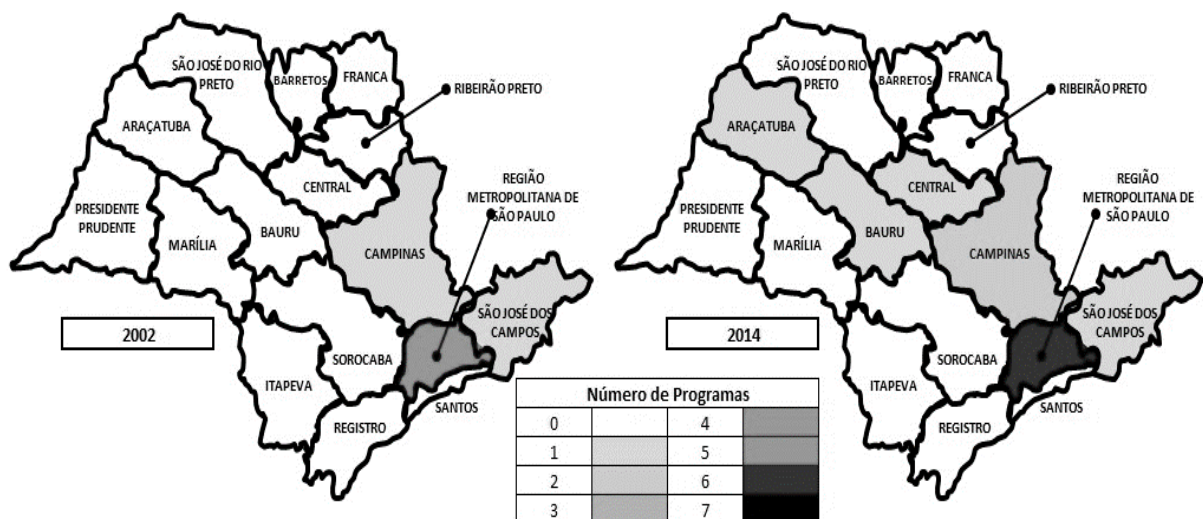 SÃO JOSÉ DO RIO
PRETO
BARRETOS
FRANCA
RIBEIRÃO PRETO
ARAÇATUBA
CENTRAL
REGIÃO
METROPOLITANA DE
SÃO PAULO
PRESIDENTE
PRUDENTE
MARÍLIA
BAURU
CAMPINAS
SÃO JOSÉ DOS
CAMPOS
2002
SOROCABA
ITAPEVA
SANTOS
REGISTRO
SÃO JOSÉ DO RIO
PRETO
BARRETOS
FRANCA
RIBEIRÃO PRETO
ARAÇATUBA
CENTRAL
REGIÃO
METROPOLITANA DE
SÃO PAULO
PRESIDENTE
PRUDENTE
MARÍLIA
BAURU
CAMPINAS
SÃO JOSÉ DOS
CAMPOS
2014
SOROCABA
ITAPEVA
SANTOS
REGISTRO
Número de Programas
0 4
1 5
2 6
3 7